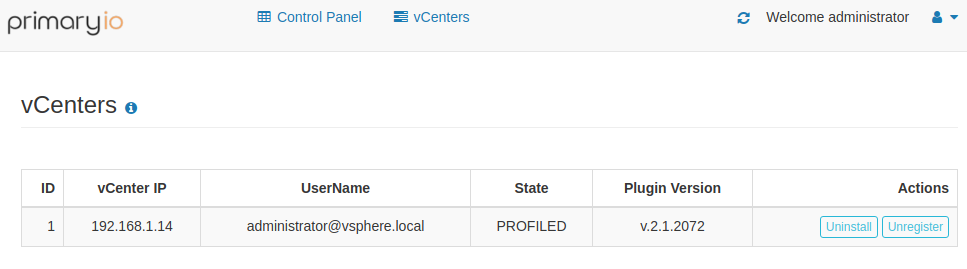 primaryio Control Panel vCenters Welcome administrator
vCenters
ID vCenter IP UserName State Plugin Version Actions
1 192.168.1.14 administrator@vsphere.local PROFILED v.2.1.2072 Uninstall Unregister